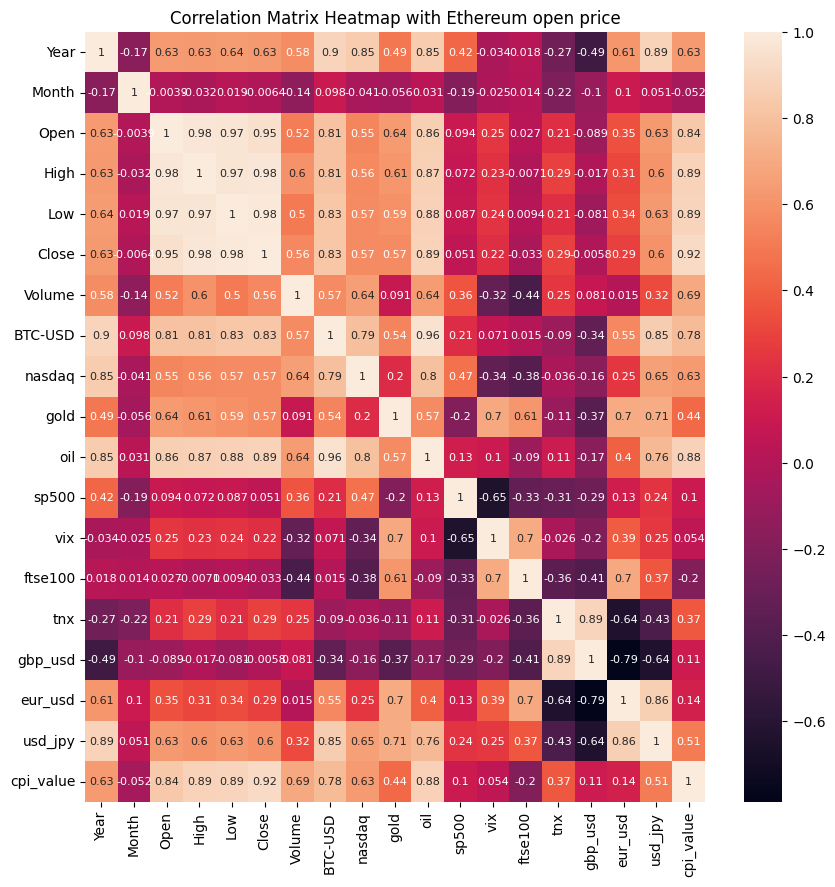 Correlation Matrix Heatmap with Ethereum open price
Year 1 -0.17 0.63 0.63 0.64 0.63 0.58 0.9 0.85 0.49 0.85 0.42 -0.034 0.018 -0.27 -0.49 0.61 0.89 0.63
Month -0.17 1 0.0039 -0.032 0.019 0.0064 -0.14 0.098 -0.041 -0.056 0.031 -0.19 -0.025 0.014 -0.22 -0.1 0.1 0.051 -0.052
Open 0.63 -0.0039 1 0.98 0.97 0.95 0.52 0.81 0.55 0.64 0.86 0.094 0.25 0.027 0.21 -0.089 0.35 0.63 0.84
High 0.63 -0.032 0.98 1 0.97 0.98 0.6 0.81 0.56 0.61 0.87 0.072 0.23 -0.0071 0.29 -0.017 0.31 0.6 0.89
Low 0.64 0.019 0.97 0.97 1 0.98 0.5 0.83 0.57 0.59 0.88 0.087 0.24 0.0094 0.21 -0.081 0.34 0.63 0.89
Close 0.63 -0.0064 0.95 0.98 0.98 1 0.56 0.83 0.57 0.57 0.89 0.051 0.22 -0.033 0.29 -0.0058 0.29 0.6 0.92
Volume 0.58 -0.14 0.52 0.6 0.5 0.56 1 0.57 0.64 0.091 0.64 0.36 -0.32 -0.44 0.25 0.081 0.015 0.32 0.69
BTC-USD 0.9 0.098 0.81 0.81 0.83 0.83 0.57 1 0.79 0.54 0.96 0.21 0.071 0.015 -0.09 -0.34 0.55 0.85 0.78
nasdaq 0.85 -0.041 0.55 0.56 0.57 0.57 0.64 0.79 1 0.2 0.8 0.47 -0.34 -0.38 -0.036 -0.16 0.25 0.65 0.63
gold 0.49 -0.056 0.64 0.61 0.59 0.57 0.091 0.54 0.2 1 0.57 -0.2 0.7 0.61 -0.11 -0.37 0.7 0.71 0.44
oil 0.85 0.031 0.86 0.87 0.88 0.89 0.64 0.96 0.8 0.57 1 0.13 0.1 -0.09 0.11 -0.17 0.4 0.76 0.88
sp500 0.42 -0.19 0.094 0.072 0.087 0.051 0.36 0.21 0.47 -0.2 0.13 1 -0.65 -0.33 -0.31 -0.29 0.13 0.24 0.1
vix -0.034 -0.025 0.25 0.23 0.24 0.22 -0.32 0.071 -0.34 0.7 0.1 -0.65 1 0.7 -0.026 -0.2 0.39 0.25 0.054
ftse100 0.018 0.014 0.027 -0.0071 0.0094 -0.033 -0.44 0.015 -0.38 0.61 -0.09 -0.33 0.7 1 -0.36 -0.41 0.7 0.37 -0.2
tnx -0.27 -0.22 0.21 0.29 0.21 0.29 0.25 -0.09 -0.036 -0.11 0.11 -0.31 -0.026 -0.36 1 0.89 -0.64 -0.43 0.37
gbp_usd -0.49 -0.1 -0.089 -0.017 -0.081 -0.0058 0.081 -0.34 -0.16 -0.37 -0.17 -0.29 -0.2 -0.41 0.89 1 -0.79 -0.64 0.11
eur_usd 0.61 0.1 0.35 0.31 0.34 0.29 0.015 0.55 0.25 0.7 0.4 0.13 0.39 0.7 -0.64 -0.79 1 0.86 0.14
usd_jpy 0.89 0.051 0.63 0.6 0.63 0.6 0.32 0.85 0.65 0.71 0.76 0.24 0.25 0.37 -0.43 -0.64 0.86 1 0.51
cpi_value 0.63 -0.052 0.84 0.89 0.89 0.92 0.69 0.78 0.63 0.44 0.88 0.1 0.054 -0.2 0.37 0.11 0.14 0.51 1
Year Month Open High Low Close Volume BTC-USD nasdaq gold oil sp500 vix ftse100 tnx gbp_usd eur_usd usd_jpy cpi_value
1.0
0.8
0.6
0.4
0.2
0.0
−0.2
−0.4
−0.6